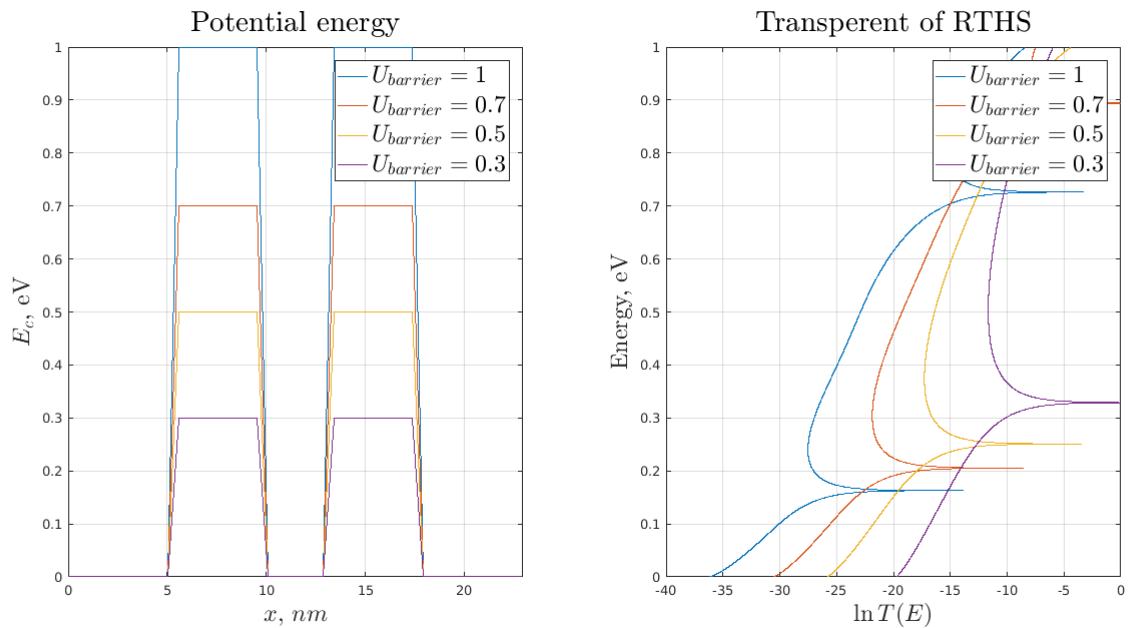 Potential energy
1
0.9
0.8
0.7
0.6
0.5
0.4
0.3
0.2
0.1
0
E_c, eV
0 5 10 15 20
x, nm
U_barrier = 1
U_barrier = 0.7
U_barrier = 0.5
U_barrier = 0.3
Transperent of RTHS
1
0.9
0.8
0.7
0.6
0.5
0.4
0.3
0.2
0.1
0
Energy, eV
-40 -35 -30 -25 -20 -15 -10 -5 0
ln T(E)
U_barrier = 1
U_barrier = 0.7
U_barrier = 0.5
U_barrier = 0.3